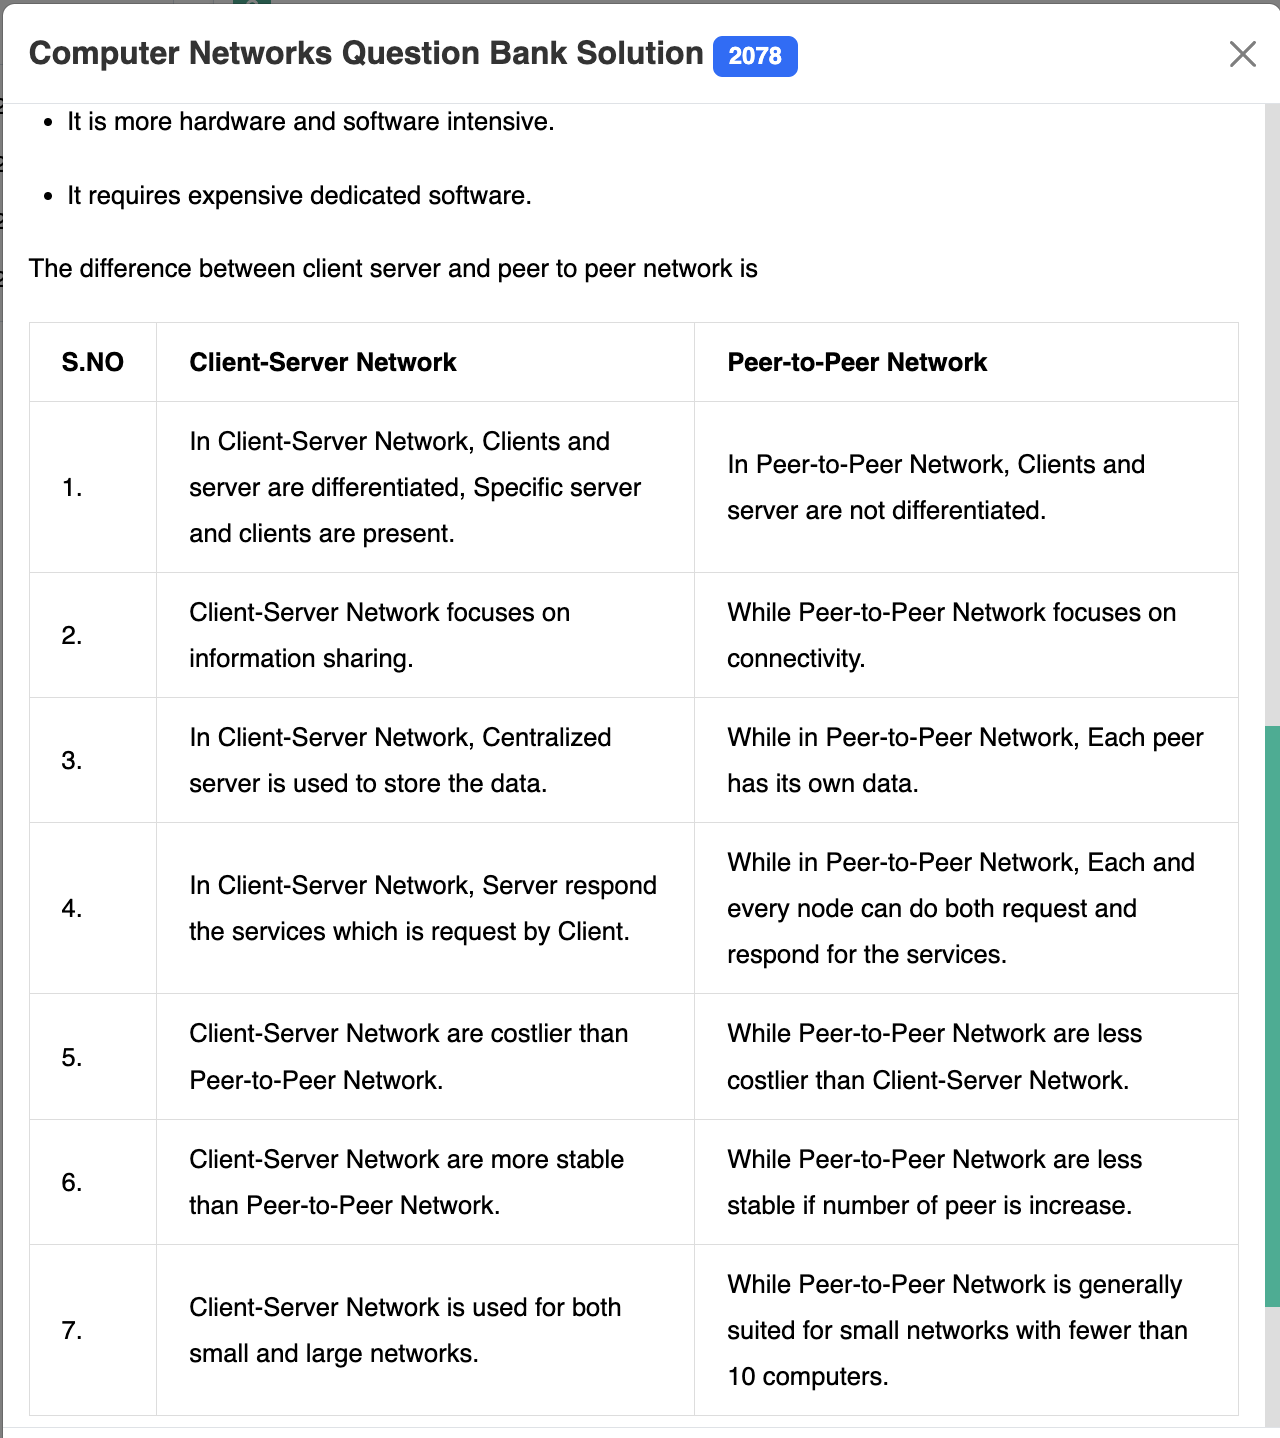 Computer Networks Question Bank Solution 2078
• It is more hardware and software intensive.
• It requires expensive dedicated software.
The difference between client server and peer to peer network is
S.NO Client-Server Network Peer-to-Peer Network
1.
In Client-Server Network, Clients and
server are differentiated, Specific server
and clients are present.
In Peer-to-Peer Network, Clients and
server are not differentiated.
2.
Client-Server Network focuses on
information sharing.
While Peer-to-Peer Network focuses on
connectivity.
3.
In Client-Server Network, Centralized
server is used to store the data.
While in Peer-to-Peer Network, Each peer
has its own data.
4.
In Client-Server Network, Server respond
the services which is request by Client.
While in Peer-to-Peer Network, Each and
every node can do both request and
respond for the services.
5.
Client-Server Network are costlier than
Peer-to-Peer Network.
While Peer-to-Peer Network are less
costlier than Client-Server Network.
6.
Client-Server Network are more stable
than Peer-to-Peer Network.
While Peer-to-Peer Network are less
stable if number of peer is increase.
7.
Client-Server Network is used for both
small and large networks.
While Peer-to-Peer Network is generally
suited for small networks with fewer than
10 computers.